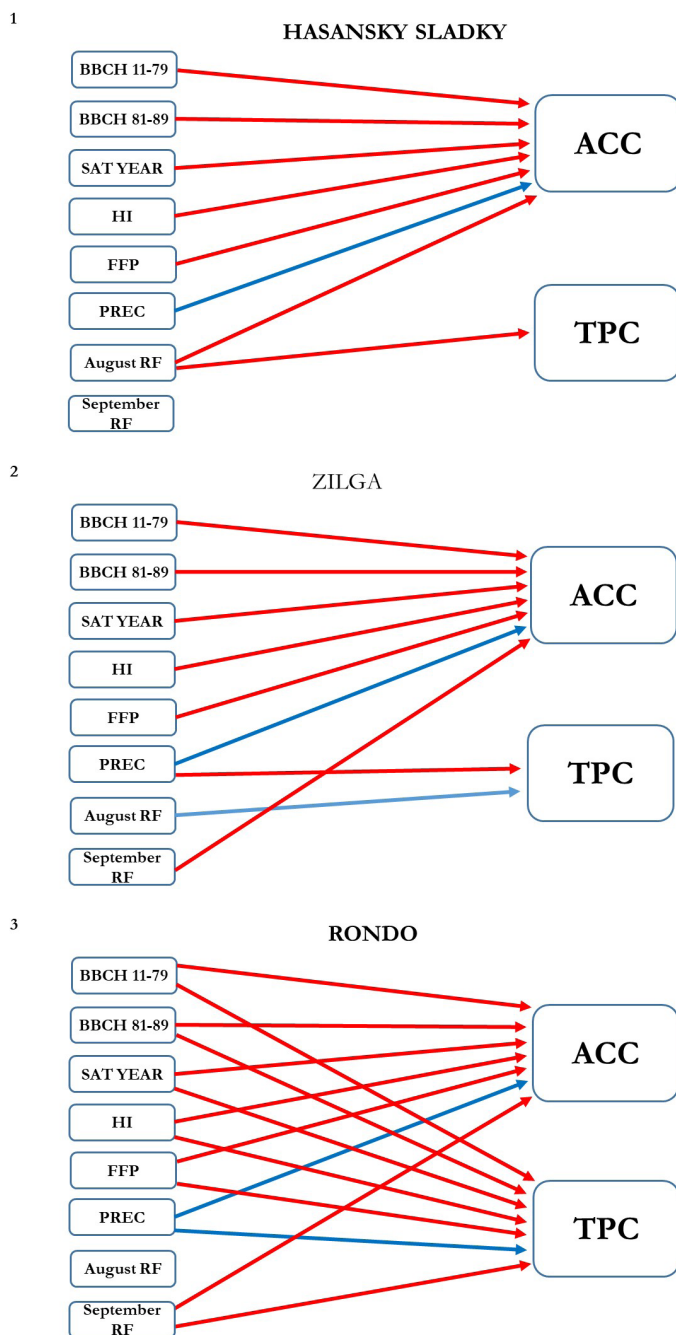 1
HASANSKY SLADKY
BBCH 11-79
BBCH 81-89
SAT YEAR
HI
FFP
PREC
August RF
September
RF
ACC
TPC
2
ZILGA
BBCH 11-79
BBCH 81-89
SAT YEAR
HI
FFP
PREC
August RF
September
RF
ACC
TPC
3
RONDO
BBCH 11-79
BBCH 81-89
SAT YEAR
HI
FFP
PREC
August RF
September
RF
ACC
TPC